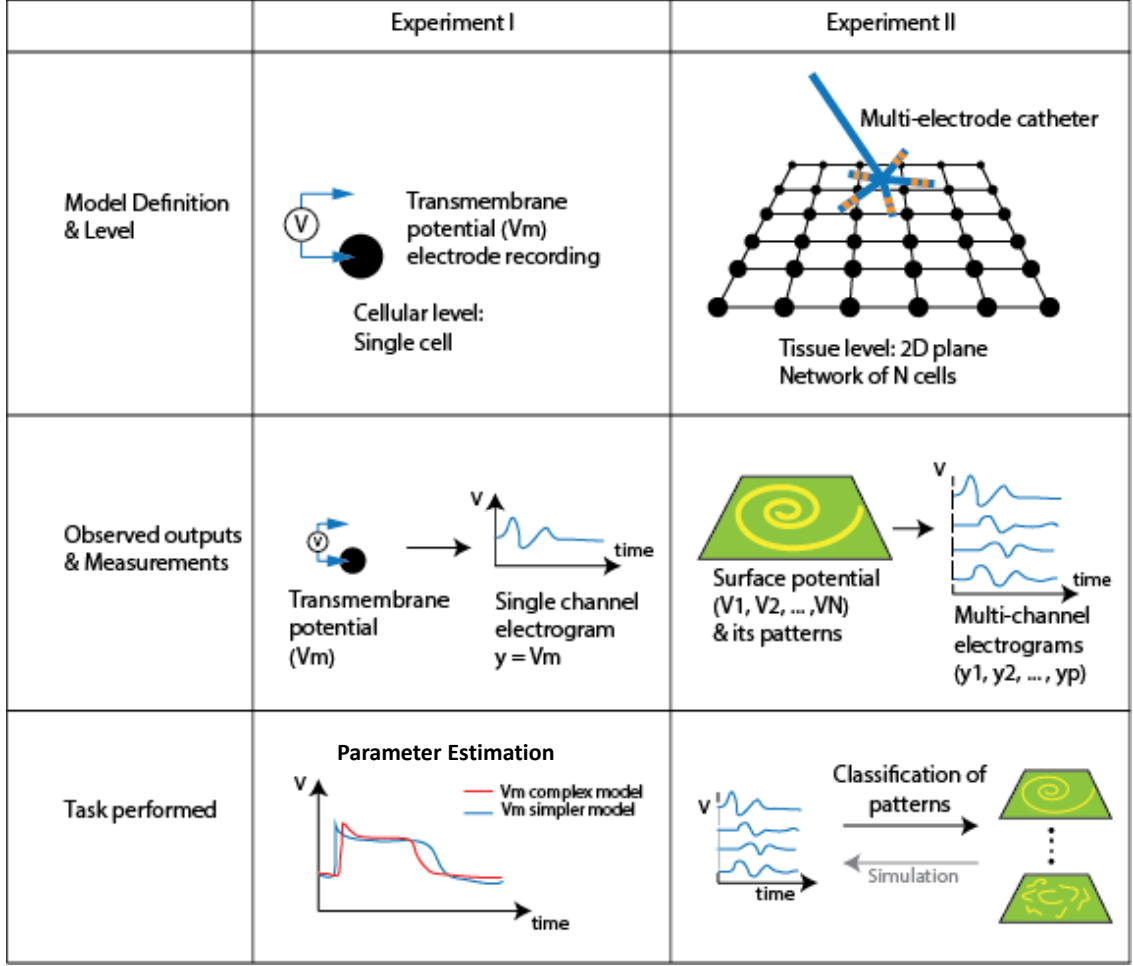 Experiment I
Experiment II
Model Definition
& Level
V
Transmembrane
potential (Vm)
electrode recording
Cellular level:
Single cell
Multi-electrode catheter
Tissue level: 2D plane
Network of N cells
Observed outputs
& Measurements
V
Transmembrane
potential
(Vm)
V
time
Single channel
electrogram
y = Vm
Surface potential
(V1, V2, ... ,VN)
& its patterns
V
time
Multi-channel
electrograms
(y1, y2, ... , yp)
Task performed
Parameter Estimation
V
Vm complex model
Vm simpler model
time
V
time
Classification of
patterns
Simulation